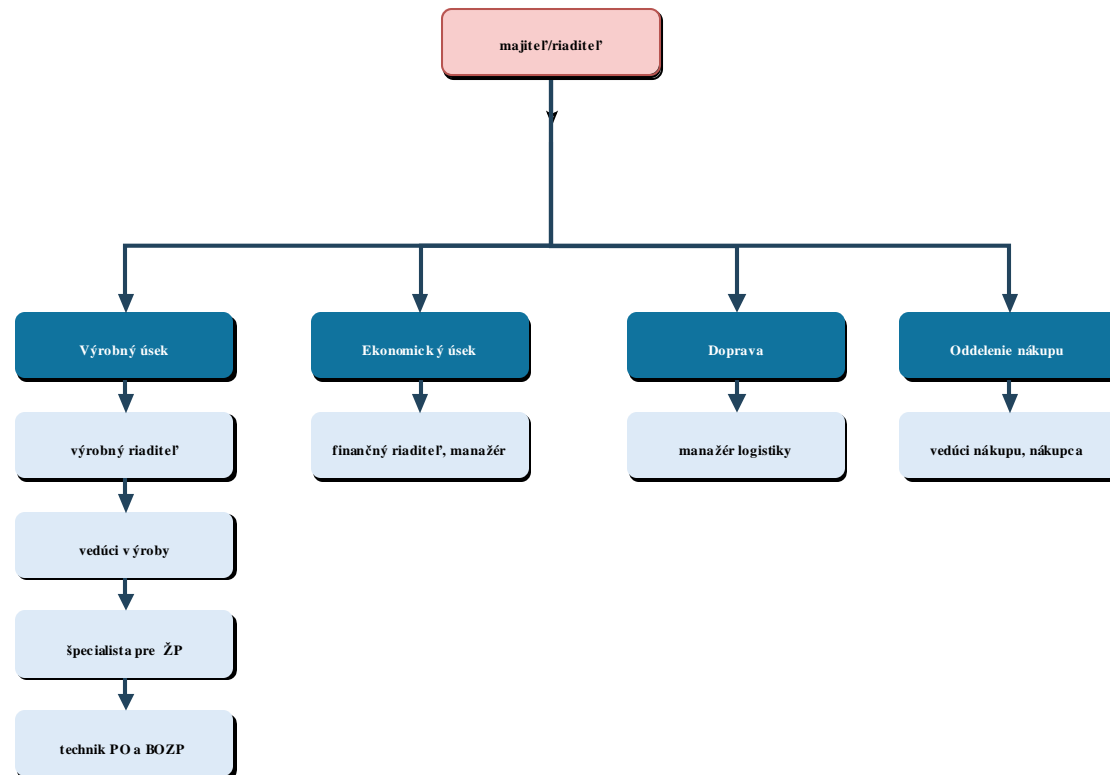 majiteľ/riaditeľ
Výrobný úsek
Ekonomický úsek
Doprava
Oddelenie nákupu
výrobný riaditeľ
finančný riaditeľ, manažér
manažér logistiky
vedúci nákupu, nákupca
vedúci výroby
špecialista pre ŽP
technik PO a BOZP